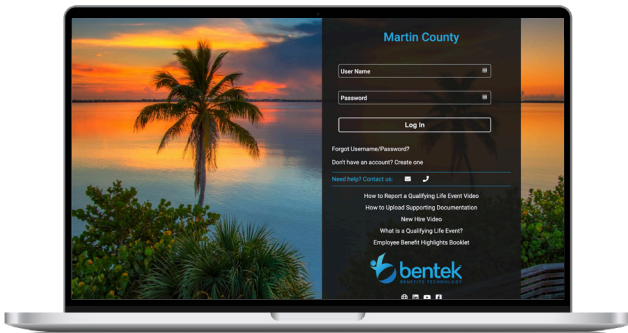 Martin County
User Name
Password
Log In
Forgot Username/Password?
Don't have an account? Create one
Need help? Contact us:
How to Report a Qualifying Life Event Video
How to Upload Supporting Documentation
New Hire Video
What is a Qualifying Life Event?
Employee Benefit Highlights Booklet
bentek
BENEFITS TECHNOLOGY